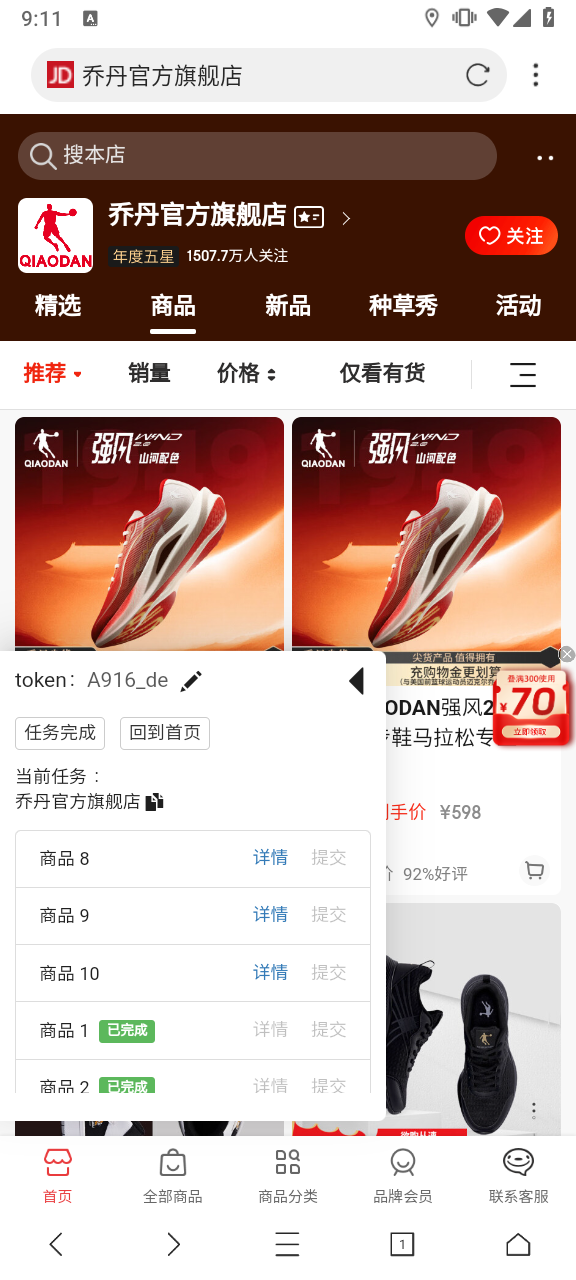 9:11
A
JD 乔丹官方旗舰店
搜本店
乔丹官方旗舰店
QIAODAN
年度五星 1507.7万人关注
关注
精选 商品 新品 种草秀 活动
推荐 销量 价格 仅看有货
QIAODAN 强风 WIND 2.0
山河配色
QIAODAN 强风 WIND 2.0
山河配色
尖货产品 值得拥有
充购物金更划算
token： A916_de
任务完成 回到首页
当前任务：
乔丹官方旗舰店
商品 8 详情 提交
商品 9 详情 提交
商品 10 详情 提交
商品 1 已完成 详情 提交
商品 2 已完成 详情 提交
叠满300使用
¥70
立即领取
ODAN强风2
鞋马拉松专
到手价 ¥598
价 92%好评
首页 全部商品 商品分类 品牌会员 联系客服
1